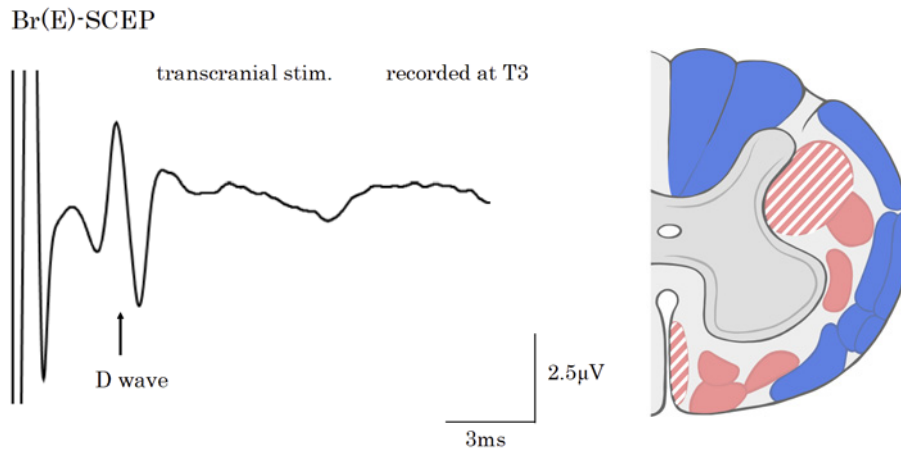 Br(E)-SCEP
transcranial stim. recorded at T3
D wave
2.5μV
3ms